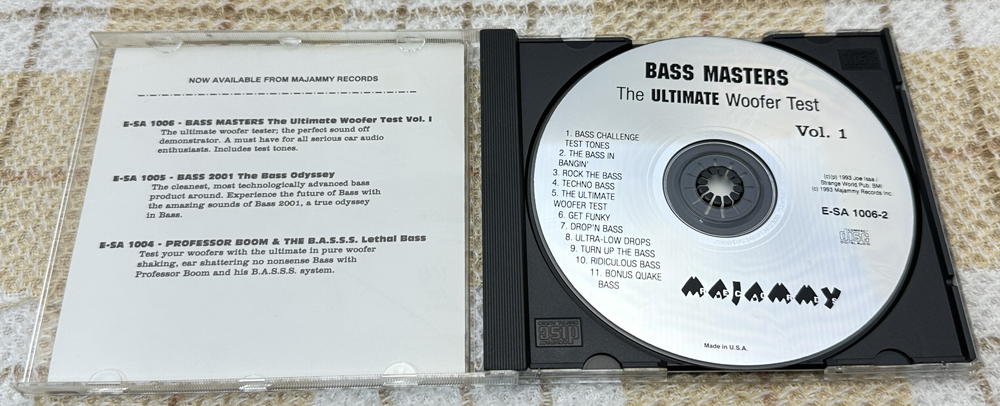 NOW AVAILABLE FROM MAJAMMY RECORDS
E-SA 1006 - BASS MASTERS The Ultimate Woofer Test Vol. I
The ultimate woofer tester; the perfect sound off
demonstrator. A must have for all serious car audio
enthusiasts. Includes test tones.
E-SA 1005 - BASS 2001 The Bass Odyssey
The cleanest, most technologically advanced bass
product around. Experience the future of Bass with
the amazing sounds of Bass 2001, a true odyssey
in Bass.
E-SA 1004 - PROFESSOR BOOM & THE B.A.S.S.S. Lethal Bass
Test your woofers with the ultimate in pure woofer
shaking, ear shattering no nonsense Bass with
Professor Boom and his B.A.S.S.S. system.
BASS MASTERS
The ULTIMATE Woofer Test
Vol. 1
1. BASS CHALLENGE
TEST TONES
2. THE BASS IN
BANGIN'
3. ROCK THE BASS
4. TECHNO BASS
5. THE ULTIMATE
WOOFER TEST
6. GET FUNKY
7. DROP'N BASS
8. ULTRA-LOW DROPS
9. TURN UP THE BASS
10. RIDICULOUS BASS
11. BONUS QUAKE
BASS
(c)(p) 1993 Joe Issa /
Strange World Pub. BMI
(c) 1993 Majammy Records Inc.
E-SA 1006-2
MAJAMMY
RECORDS
Made in U.S.A.